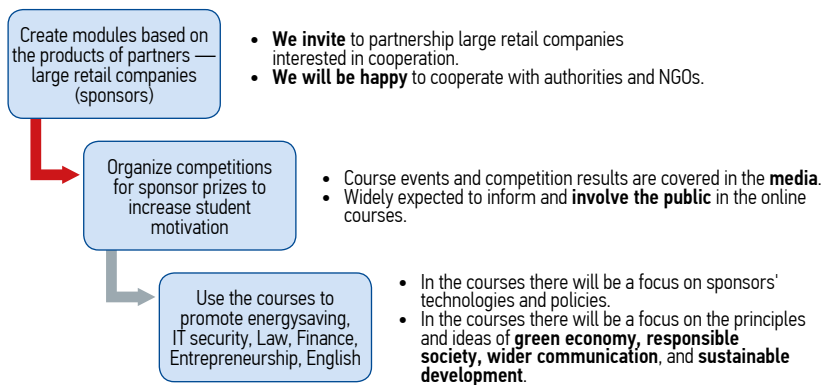 Create modules based on
the products of partners —
large retail companies
(sponsors)
• We invite to partnership large retail companies
interested in cooperation.
• We will be happy to cooperate with authorities and NGOs.
Organize competitions
for sponsor prizes to
increase student
motivation
• Course events and competition results are covered in the media.
• Widely expected to inform and involve the public in the online
courses.
Use the courses to
promote energysaving,
IT security, Law, Finance,
Entrepreneurship, English
• In the courses there will be a focus on sponsors'
technologies and policies.
• In the courses there will be a focus on the principles
and ideas of green economy, responsible
society, wider communication, and sustainable
development.